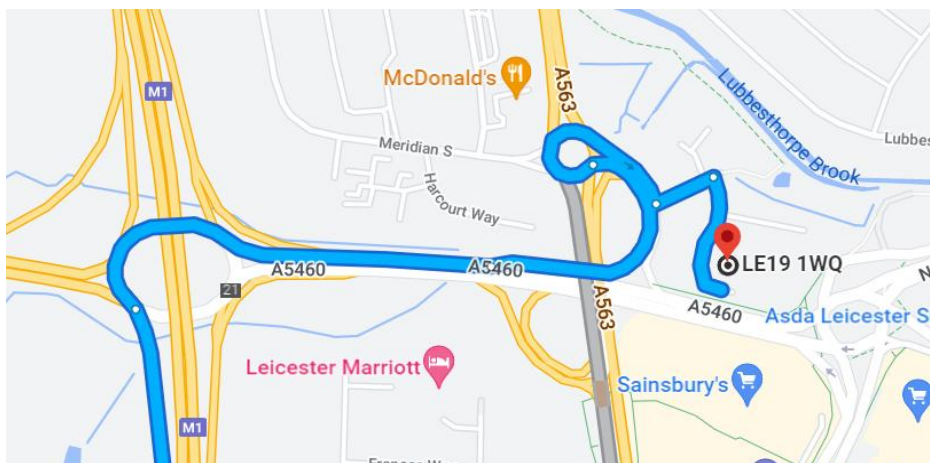 M1
McDonald's
A563
Lubbesthorpe Brook
Lubbes
Meridian S
Harcourt Way
A5460
A5460
LE19 1WQ
21
A563
A5460
N
Asda Leicester S
Leicester Marriott
Sainsbury's
M1